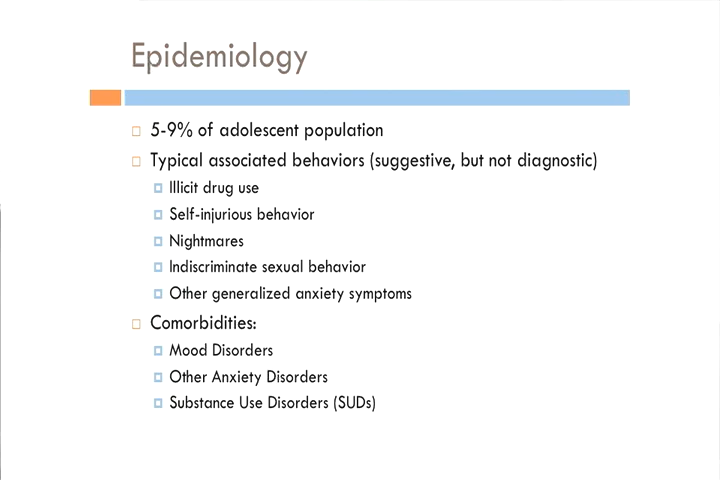 Epidemiology
5-9% of adolescent population
Typical associated behaviors (suggestive, but not diagnostic)
Illicit drug use
Self-injurious behavior
Nightmares
Indiscriminate sexual behavior
Other generalized anxiety symptoms
Comorbidities:
Mood Disorders
Other Anxiety Disorders
Substance Use Disorders (SUDs)